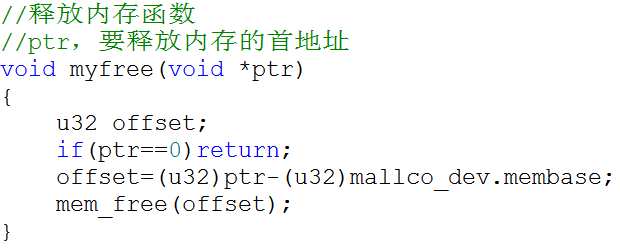 //释放内存函数
//ptr，要释放内存的首地址
void myfree(void *ptr)
{
    u32 offset;
    if(ptr==0)return;
    offset=(u32)ptr-(u32)mallco_dev.membase;
    mem_free(offset);
}